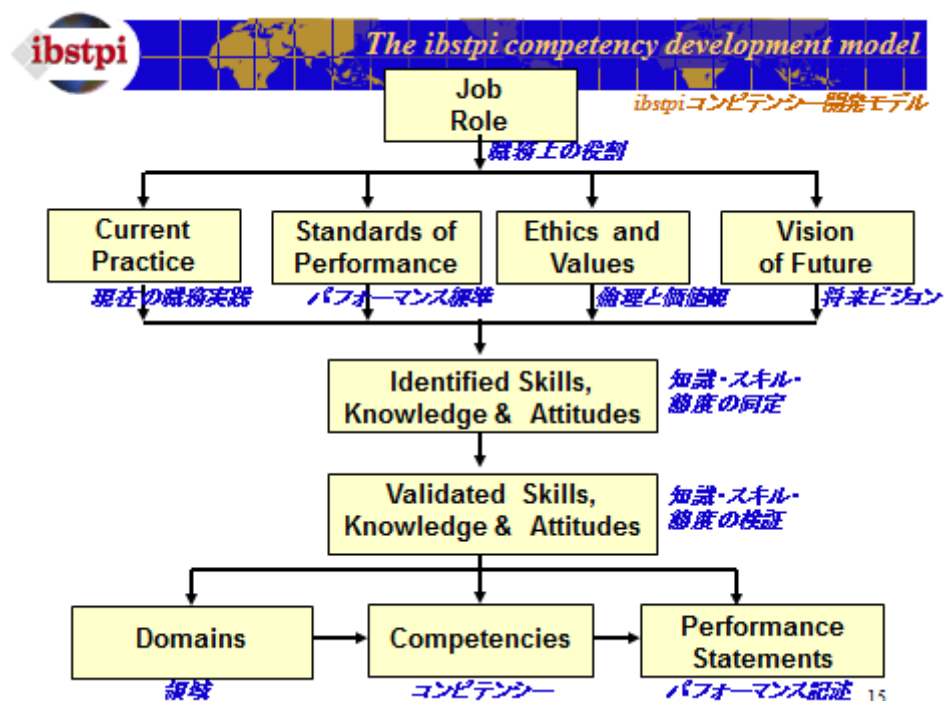 ibstpi
The ibstpi competency development model
ibstpiコンピテンシー開発モデル
Job
Role
職務上の役割
Current
Practice
現在の職務実践
Standards of
Performance
パフォーマンス標準
Ethics and
Values
倫理と価値観
Vision
of Future
将来ビジョン
Identified Skills,
Knowledge & Attitudes
知識・スキル・
態度の同定
Validated Skills,
Knowledge & Attitudes
知識・スキル・
態度の検証
Domains
領域
Competencies
コンピテンシー
Performance
Statements
パフォーマンス記述
15